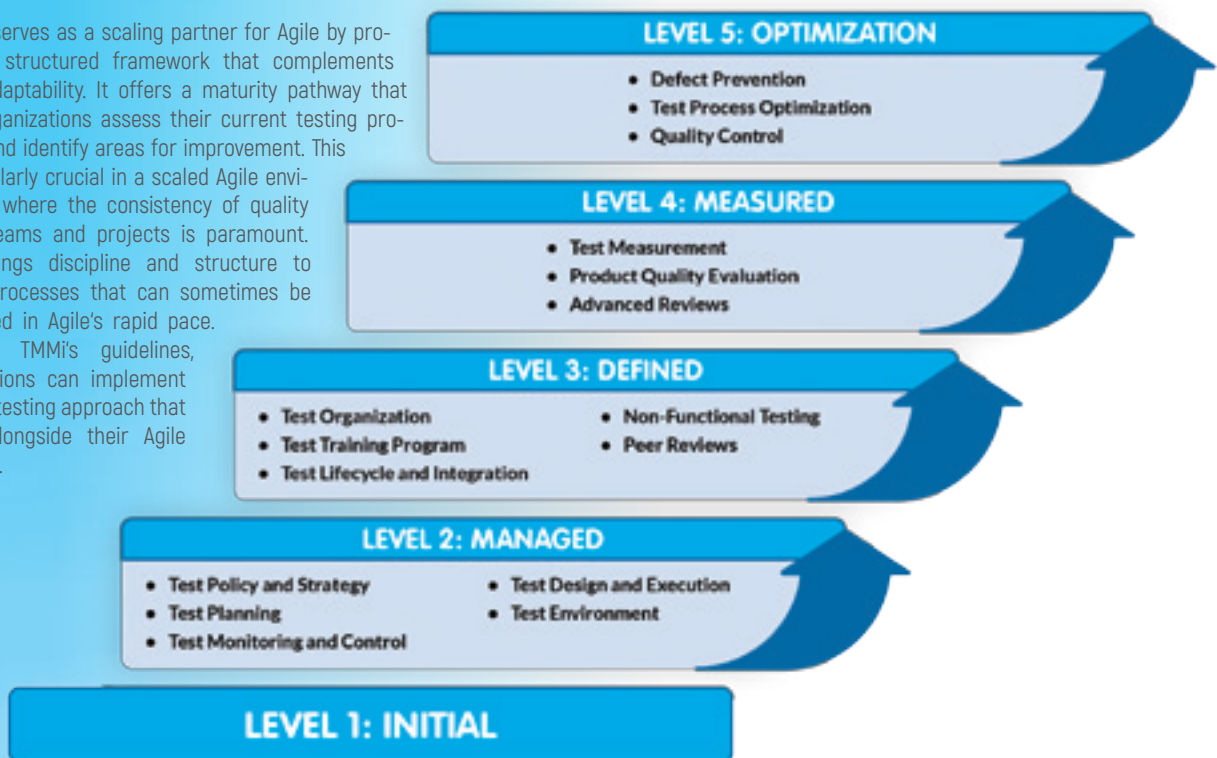 serves as a scaling partner for Agile by pro-
structured framework that complements
daptability. It offers a maturity pathway that
ganizations assess their current testing pro-
nd identify areas for improvement. This
larly crucial in a scaled Agile envi-
where the consistency of quality
eams and projects is paramount.
ngs discipline and structure to
rocesses that can sometimes be
ed in Agile's rapid pace.
TMMi's guidelines,
ions can implement
testing approach that
longside their Agile
LEVEL 5: OPTIMIZATION
• Defect Prevention
• Test Process Optimization
• Quality Control
LEVEL 4: MEASURED
• Test Measurement
• Product Quality Evaluation
• Advanced Reviews
LEVEL 3: DEFINED
• Test Organization
• Test Training Program
• Test Lifecycle and Integration
• Non-Functional Testing
• Peer Reviews
LEVEL 2: MANAGED
• Test Policy and Strategy
• Test Planning
• Test Monitoring and Control
• Test Design and Execution
• Test Environment
LEVEL 1: INITIAL